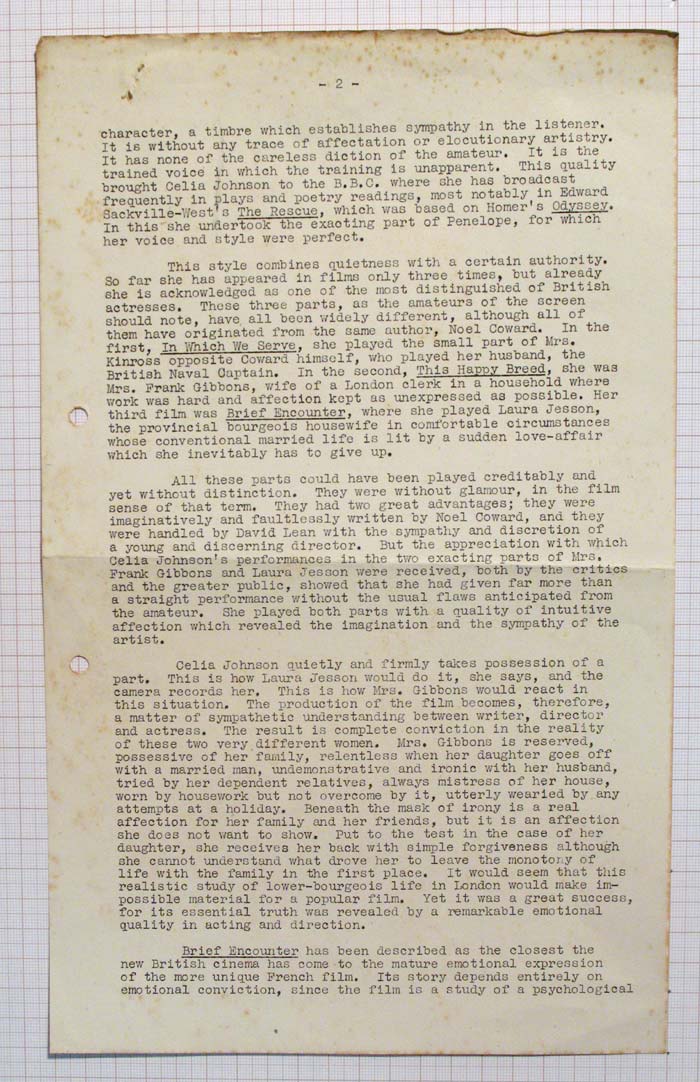 - 2 -
character, a timbre which establishes sympathy in the listener.
It is without any trace of affectation or elocutionary artistry.
It has none of the careless diction of the amateur. It is the
trained voice in which the training is unapparent. This quality
brought Celia Johnson to the B.B.C. where she has broadcast
frequently in plays and poetry readings, most notably in Edward
Sackville-West's The Rescue, which was based on Homer's Odyssey.
In this she undertook the exacting part of Penelope, for which
her voice and style were perfect.
This style combines quietness with a certain authority.
So far she has appeared in films only three times, but already
she is acknowledged as one of the most distinguished of British
actresses. These three parts, as the amateurs of the screen
should note, have all been widely different, although all of
them have originated from the same author, Noel Coward. In the
first, In Which We Serve, she played the small part of Mrs.
Kinross opposite Coward himself, who played her husband, the
British Naval Captain. In the second, This Happy Breed, she was
Mrs. Frank Gibbons, wife of a London clerk in a household where
work was hard and affection kept as unexpressed as possible. Her
third film was Brief Encounter, where she played Laura Jesson,
the provincial bourgeois housewife in comfortable circumstances
whose conventional married life is lit by a sudden love-affair
which she inevitably has to give up.
All these parts could have been played creditably and
yet without distinction. They were without glamour, in the film
sense of that term. They had two great advantages; they were
imaginatively and faultlessly written by Noel Coward, and they
were handled by David Lean with the sympathy and discretion of
a young and discerning director. But the appreciation with which
Celia Johnson's performances in the two exacting parts of Mrs.
Frank Gibbons and Laura Jesson were received, both by the critics
and the greater public, showed that she had given far more than
a straight performance without the usual flaws anticipated from
the amateur. She played both parts with a quality of intuitive
affection which revealed the imagination and the sympathy of the
artist.
Celia Johnson quietly and firmly takes possession of a
part. This is how Laura Jesson would do it, she says, and the
camera records her. This is how Mrs. Gibbons would react in
this situation. The production of the film becomes, therefore,
a matter of sympathetic understanding between writer, director
and actress. The result is complete conviction in the reality
of these two very different women. Mrs. Gibbons is reserved,
possessive of her family, relentless when her daughter goes off
with a married man, undemonstrative and ironic with her husband,
tried by her dependent relatives, always mistress of her house,
worn by housework but not overcome by it, utterly wearied by any
attempts at a holiday. Beneath the mask of irony is a real
affection for her family and her friends, but it is an affection
she does not want to show. Put to the test in the case of her
daughter, she receives her back with simple forgiveness although
she cannot understand what drove her to leave the monotony of
life with the family in the first place. It would seem that this
realistic study of lower-bourgeois life in London would make im-
possible material for a popular film. Yet it was a great success,
for its essential truth was revealed by a remarkable emotional
quality in acting and direction.
Brief Encounter has been described as the closest the
new British cinema has come to the mature emotional expression
of the more unique French film. Its story depends entirely on
emotional conviction, since the film is a study of a psychological